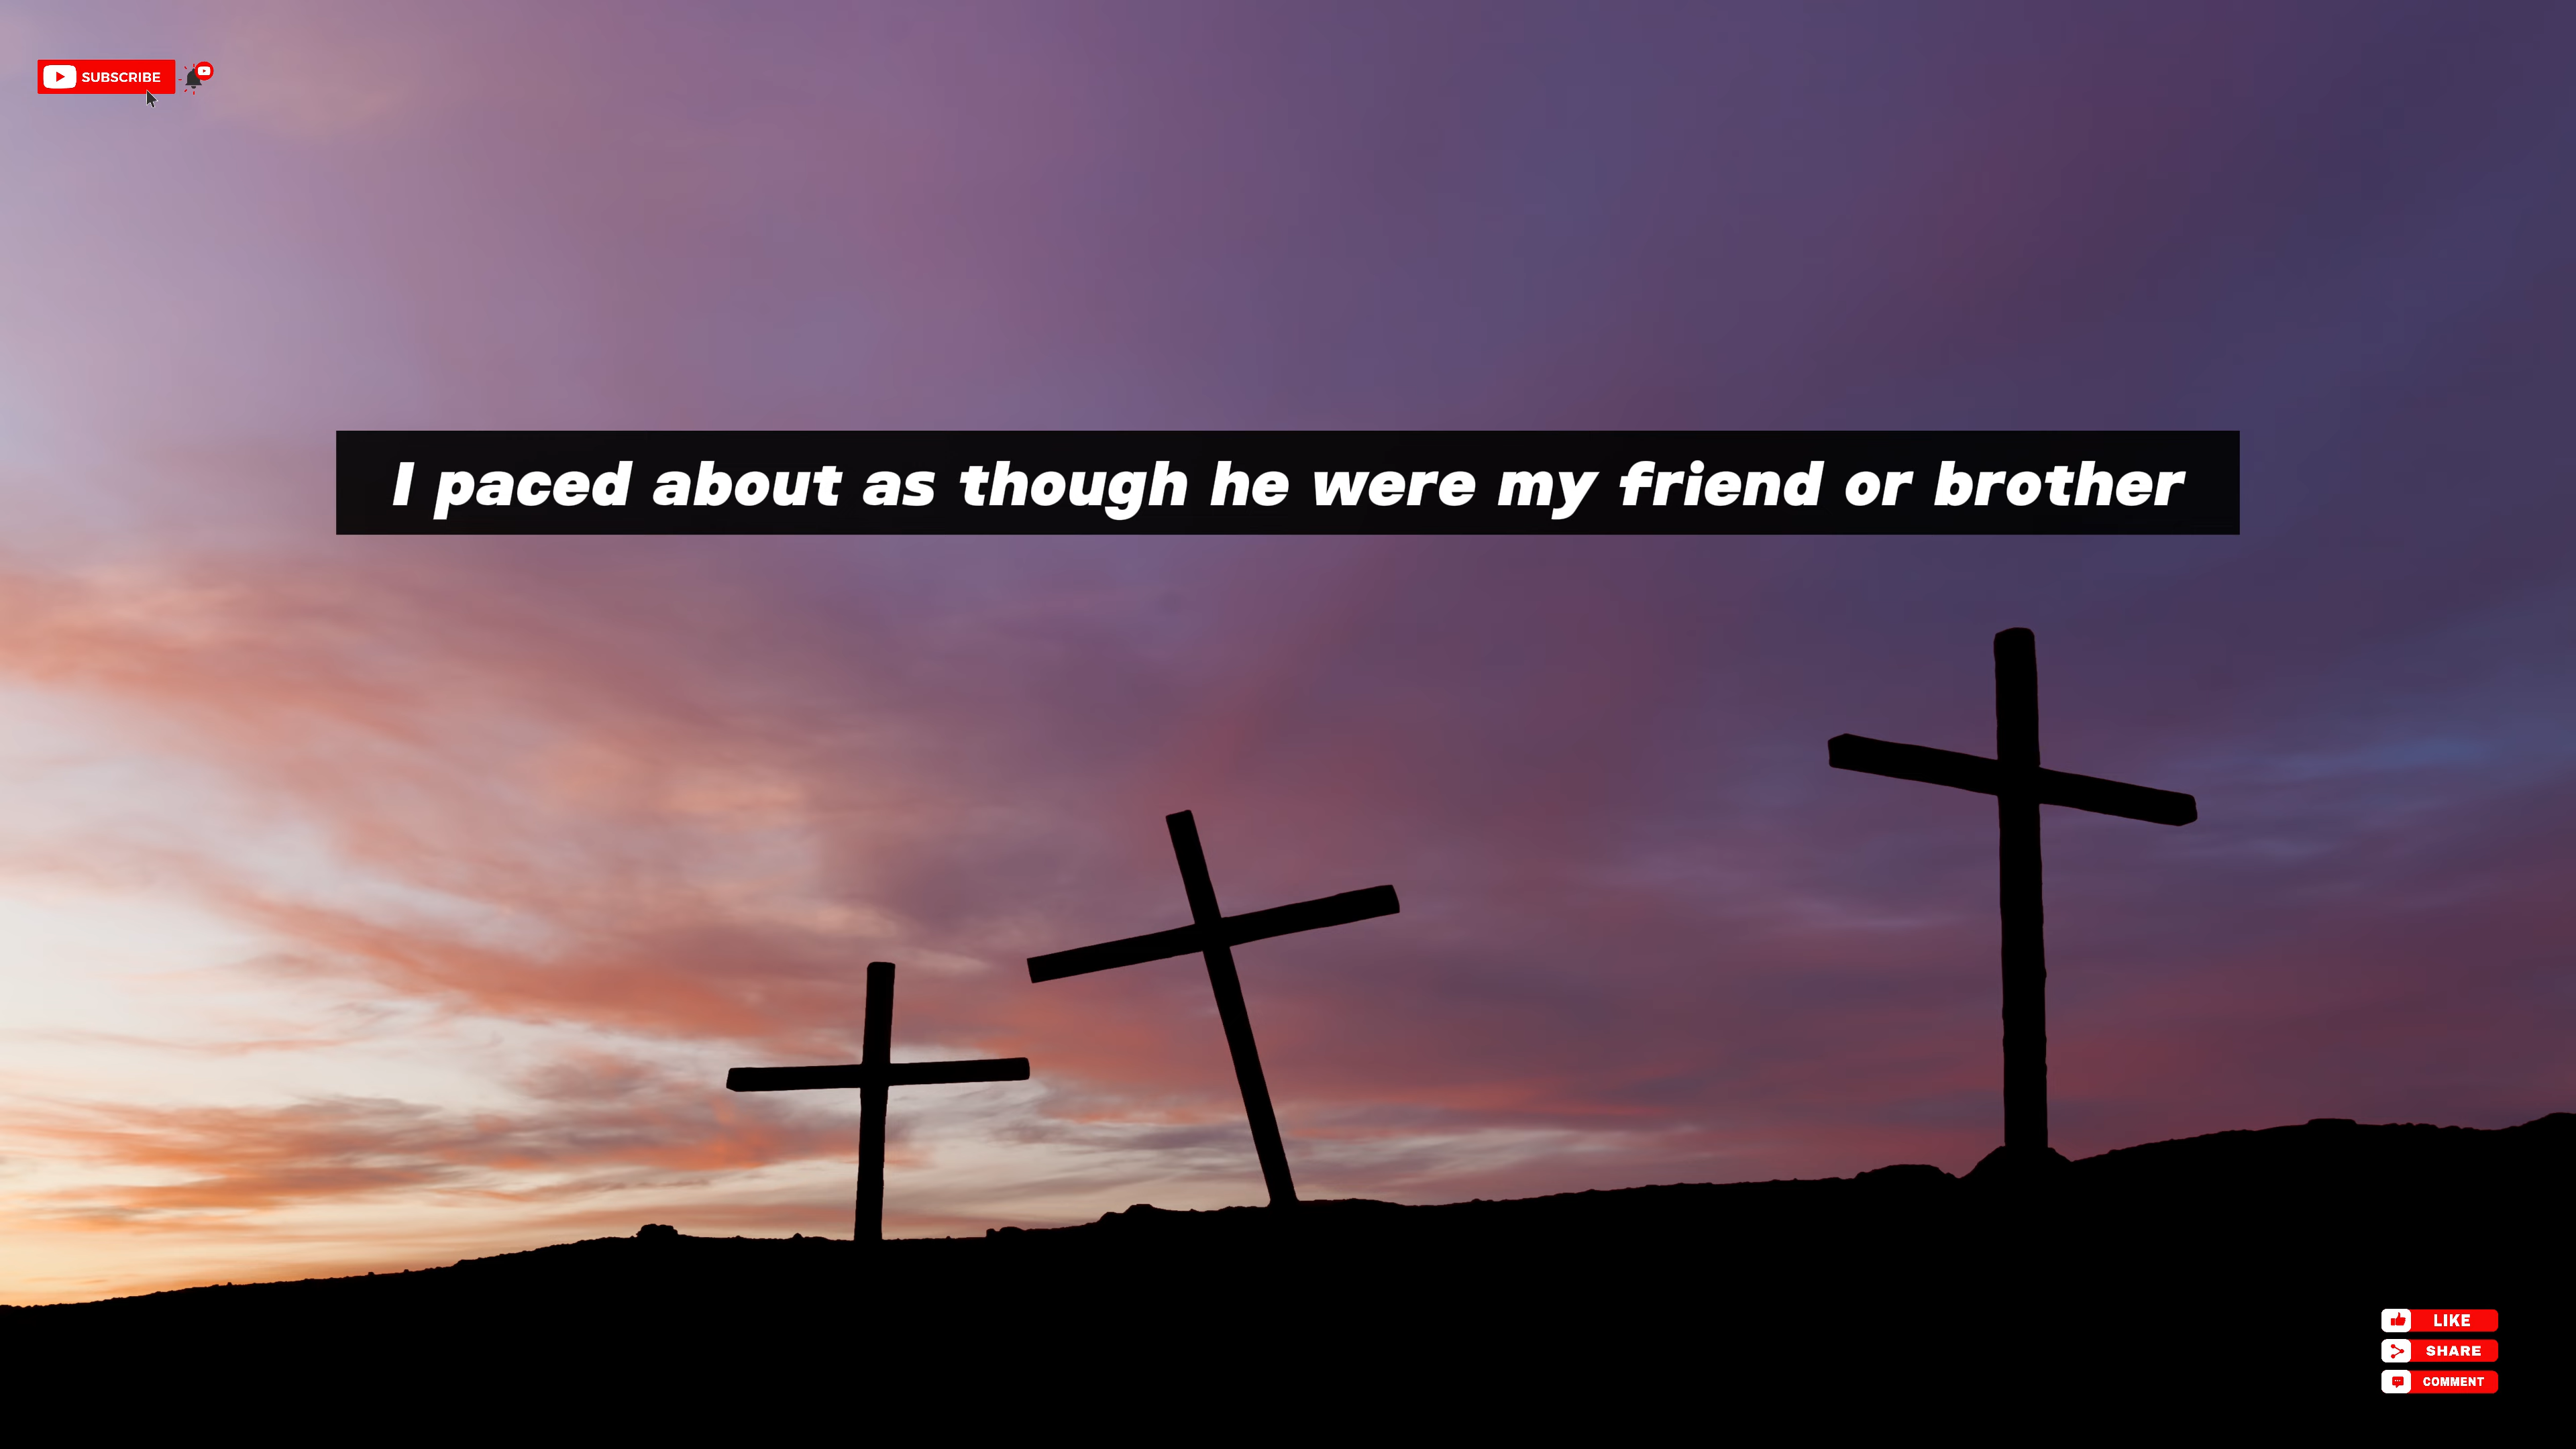 SUBSCRIBE
I paced about as though he were my friend or brother
LIKE
SHARE
COMMENT